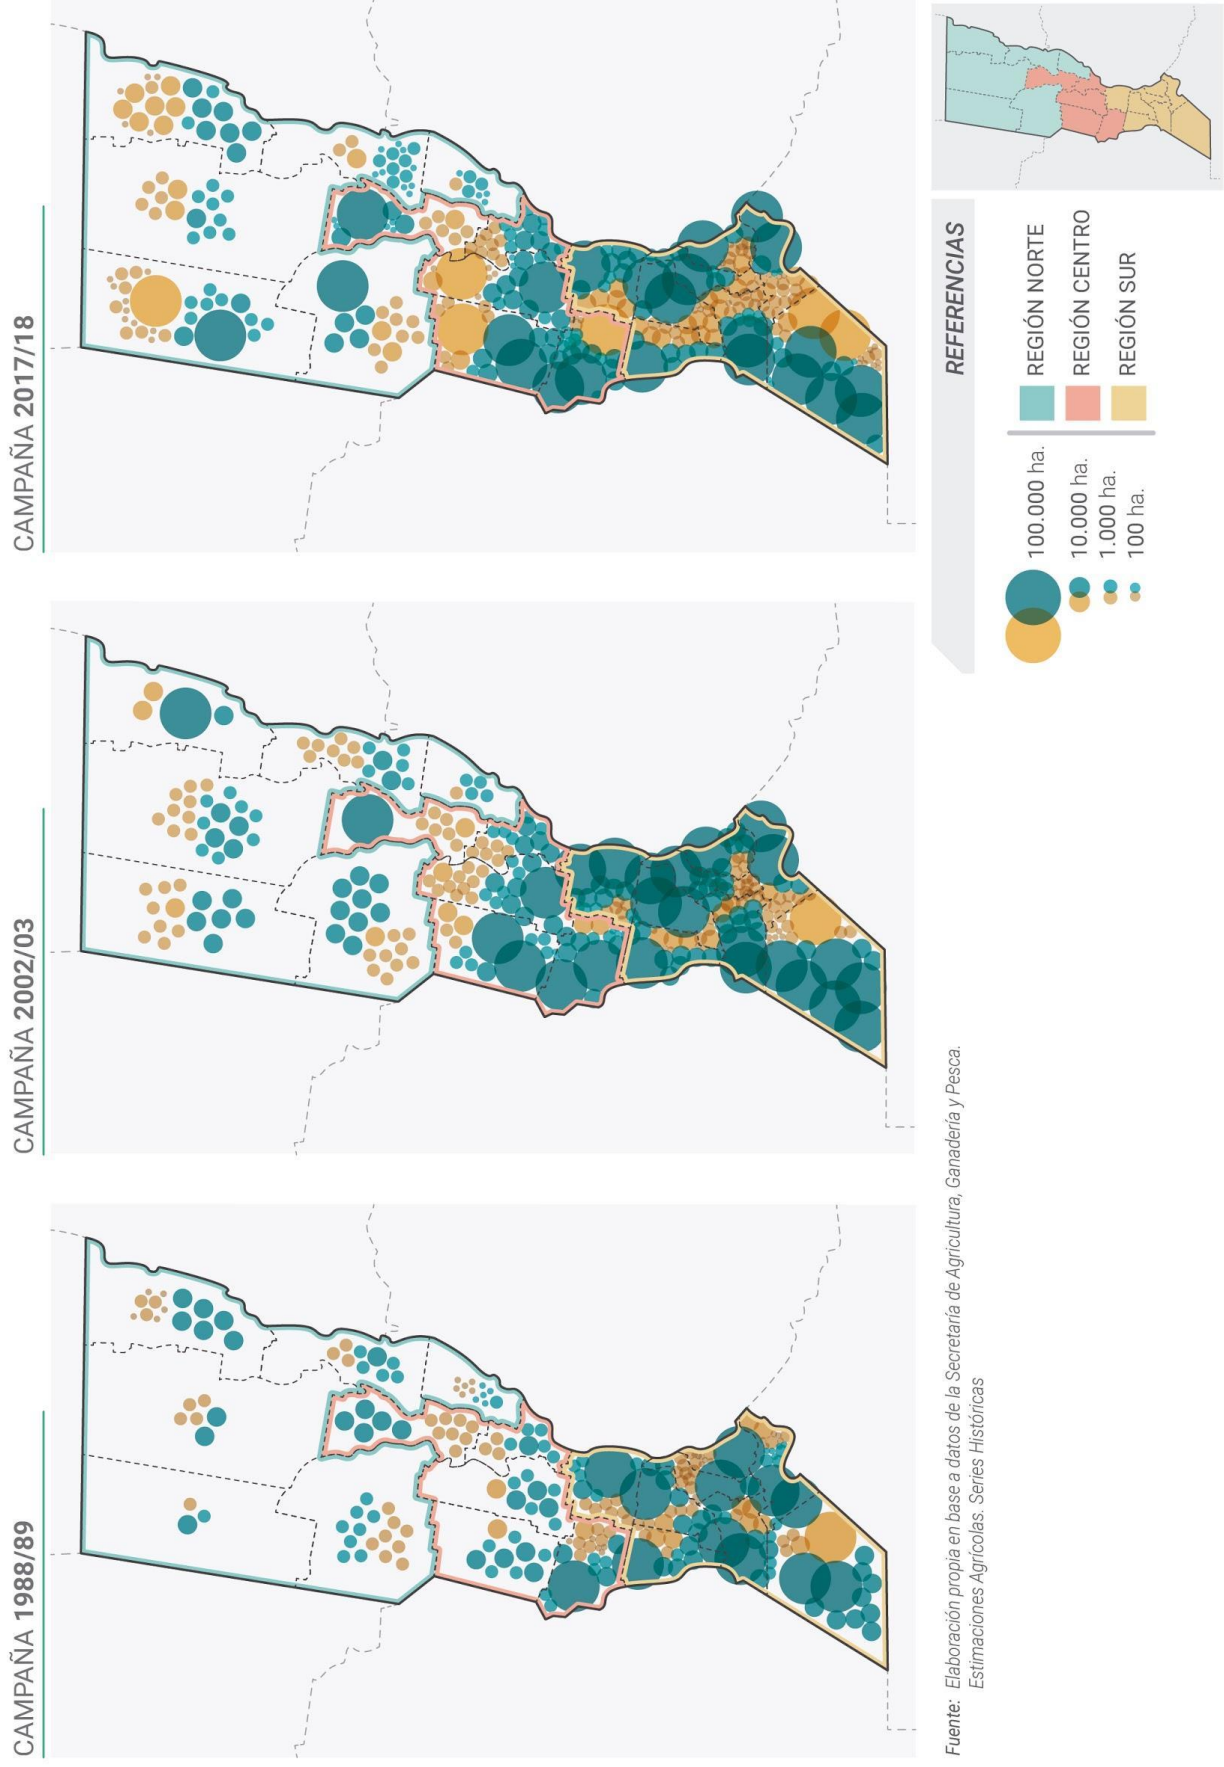 CAMPAÑA 1988/89
CAMPAÑA 2002/03
CAMPAÑA 2017/18
Fuente: Elaboración propia en base a datos de la Secretaría de Agricultura, Ganadería y Pesca.
Estimaciones Agrícolas. Series Históricas
REFERENCIAS
100.000 ha.
10.000 ha.
1.000 ha.
100 ha.
REGIÓN NORTE
REGIÓN CENTRO
REGIÓN SUR